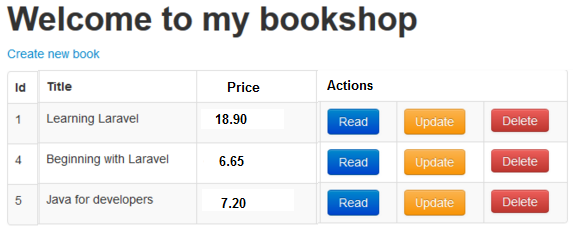 Welcome to my bookshop
Create new book
Id Title Price Actions
1 Learning Laravel 18.90 Read Update Delete
4 Beginning with Laravel 6.65 Read Update Delete
5 Java for developers 7.20 Read Update Delete